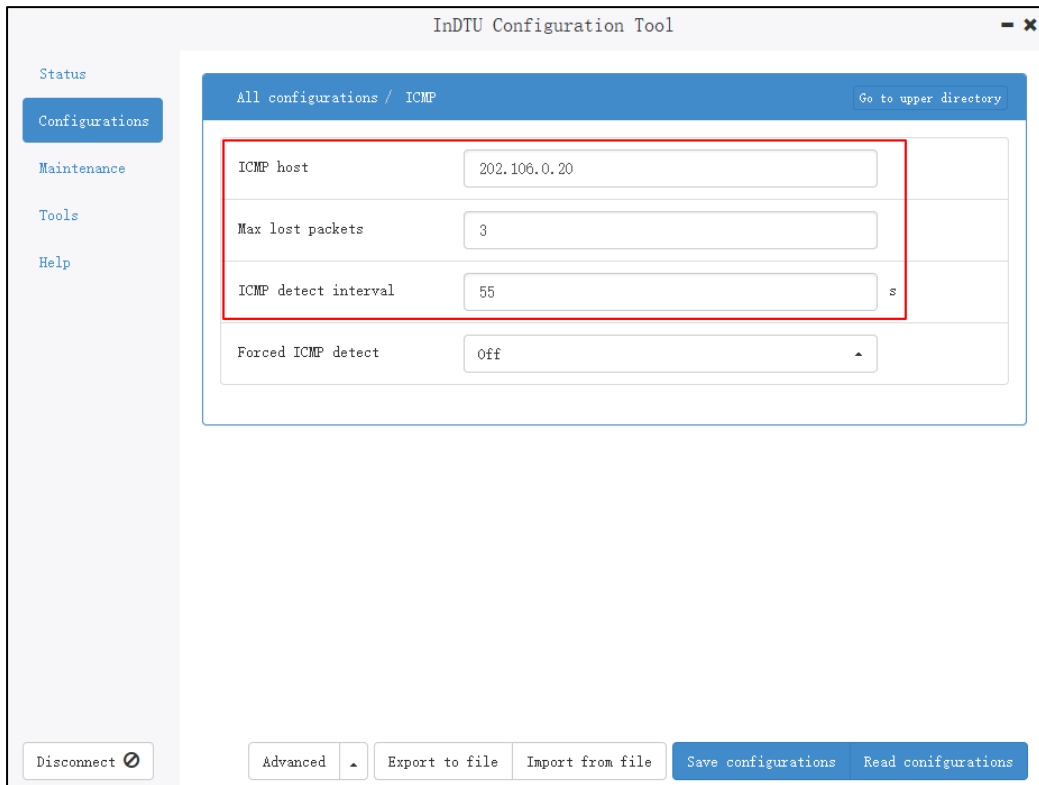 InDTU Configuration Tool
Status
Configurations
Maintenance
Tools
Help
All configurations / ICMP
Go to upper directory
ICMP host
202.106.0.20
Max lost packets
3
ICMP detect interval
55
s
Forced ICMP detect
Off
Disconnect
Advanced
Export to file
Import from file
Save configurations
Read conifgurations